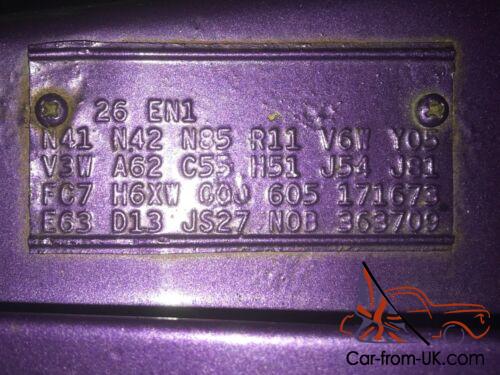 26 EN1
N41 N42 N85 R11 V6W Y05
V3W A62 C55 H51 J54 J81
FC7 H6XW 000 605 171673
E63 D13 JS27 N0B 363709
Car-from-UK.com